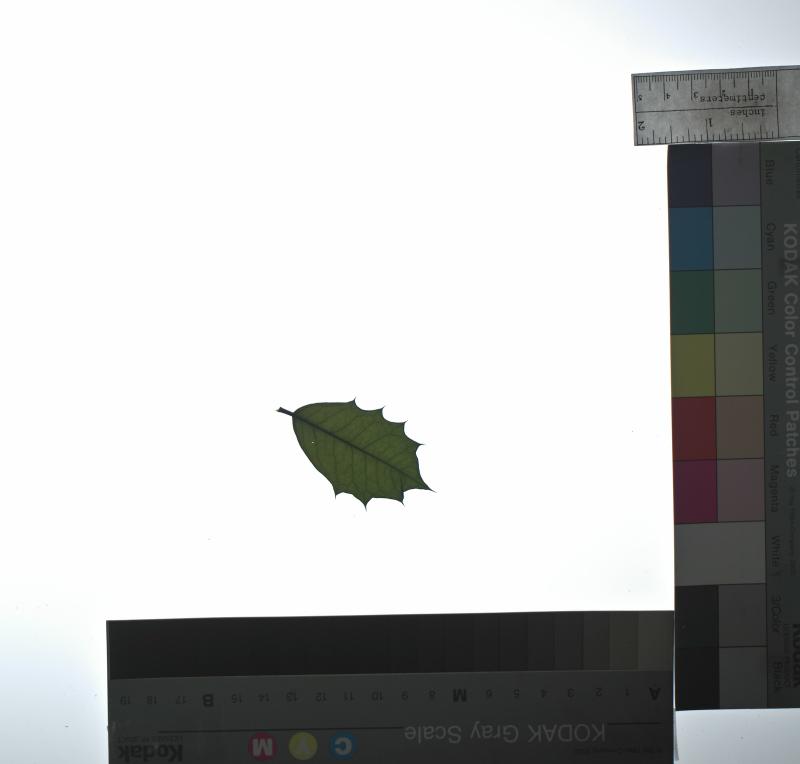 5 4 3 2 1
centimeters
inches
2 1
KODAK Color Control Patches
Blue
Cyan
Green
Yellow
Red
Magenta
White
3/Color
Black
Kodak
A 1 2 3 4 5 6 M 8 9 10 11 12 13 14 15 B 17 18 19
KODAK Gray Scale
C Y M
Kodak